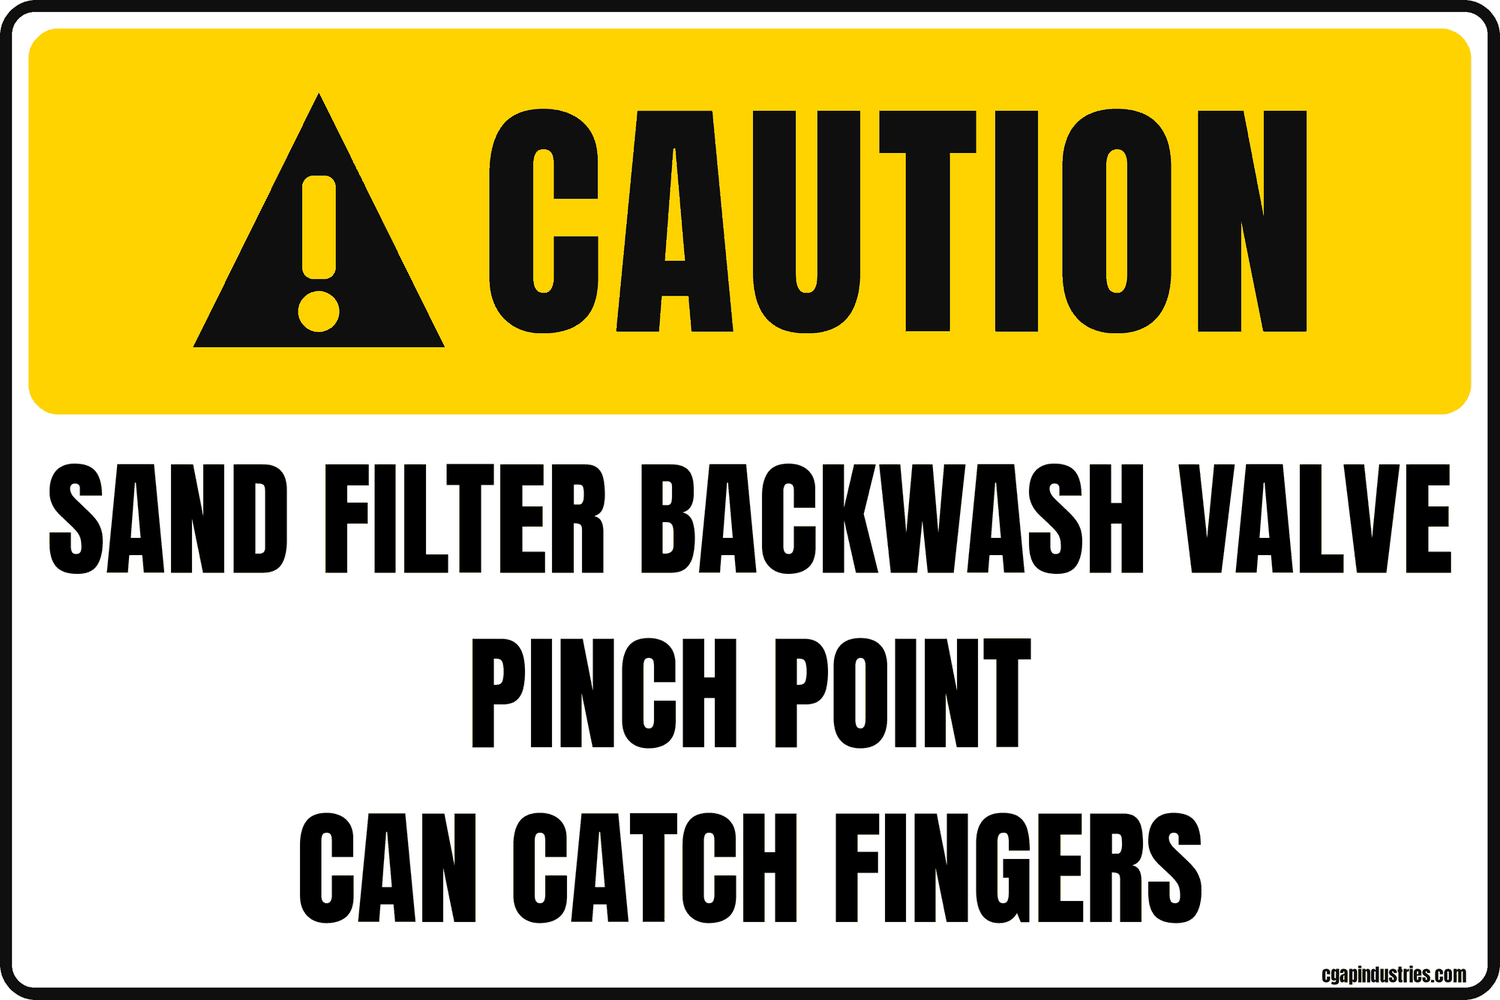 CAUTION
SAND FILTER BACKWASH VALVE
PINCH POINT
CAN CATCH FINGERS
cgapindustries.com